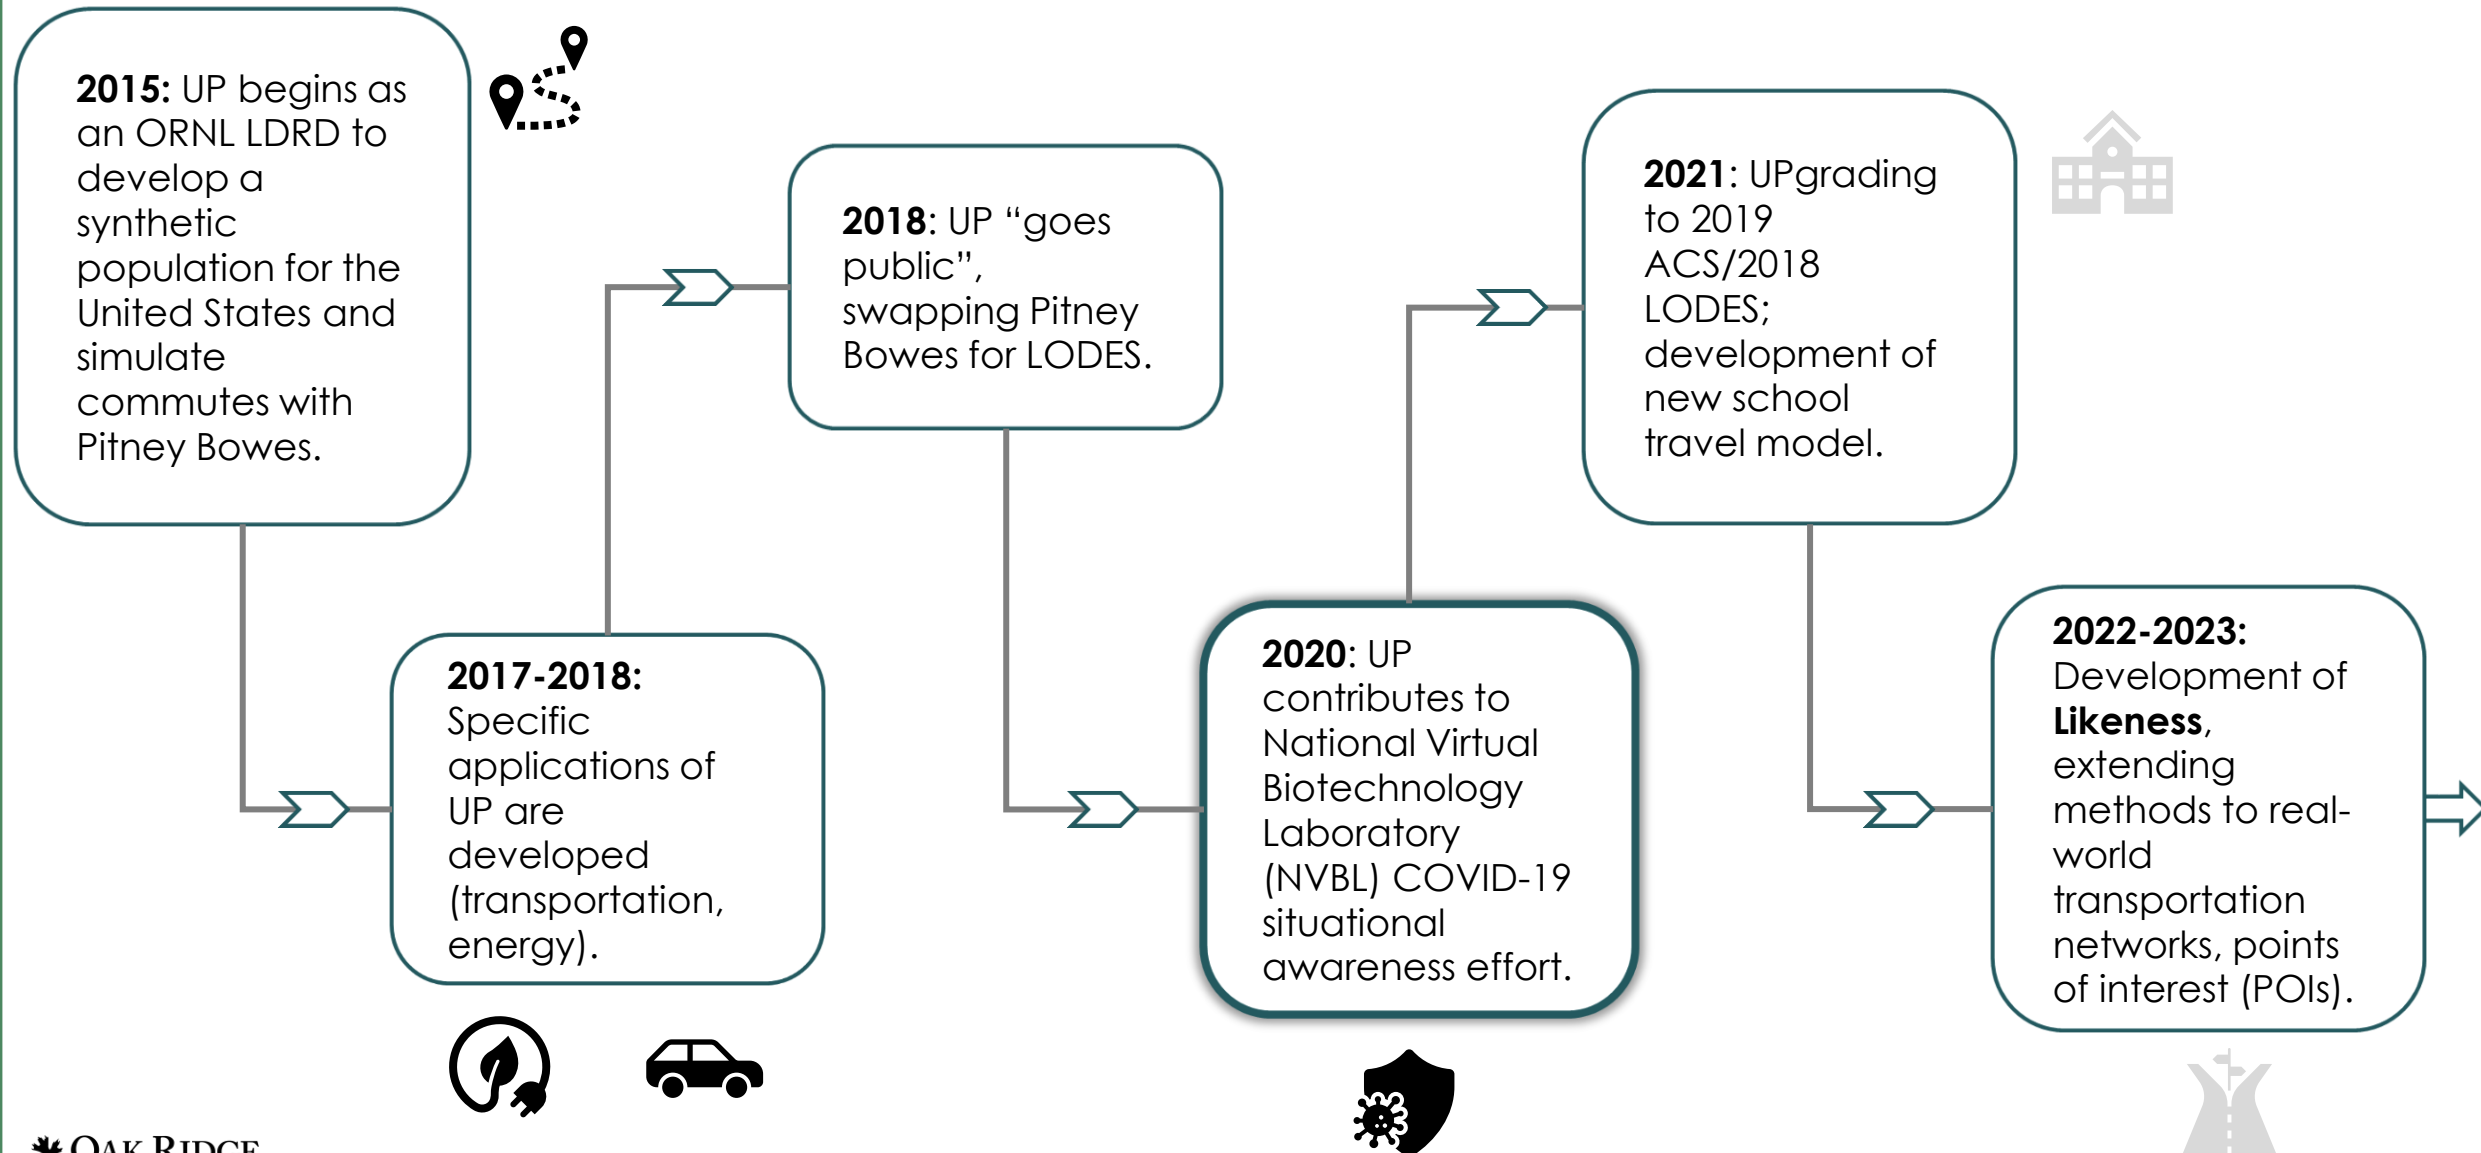 2015: UP begins as
an ORNL LDRD to
develop a
synthetic
population for the
United States and
simulate
commutes with
Pitney Bowes.
2017-2018:
Specific
applications of
UP are
developed
(transportation,
energy).
2018: UP “goes
public”,
swapping Pitney
Bowes for LODES.
2020: UP
contributes to
National Virtual
Biotechnology
Laboratory
(NVBL) COVID-19
situational
awareness effort.
2021: UPgrading
to 2019
ACS/2018
LODES;
development of
new school
travel model.
2022-2023:
Development of
Likeness,
extending
methods to real-
world
transportation
networks, points
of interest (POIs).
OAK RIDGE